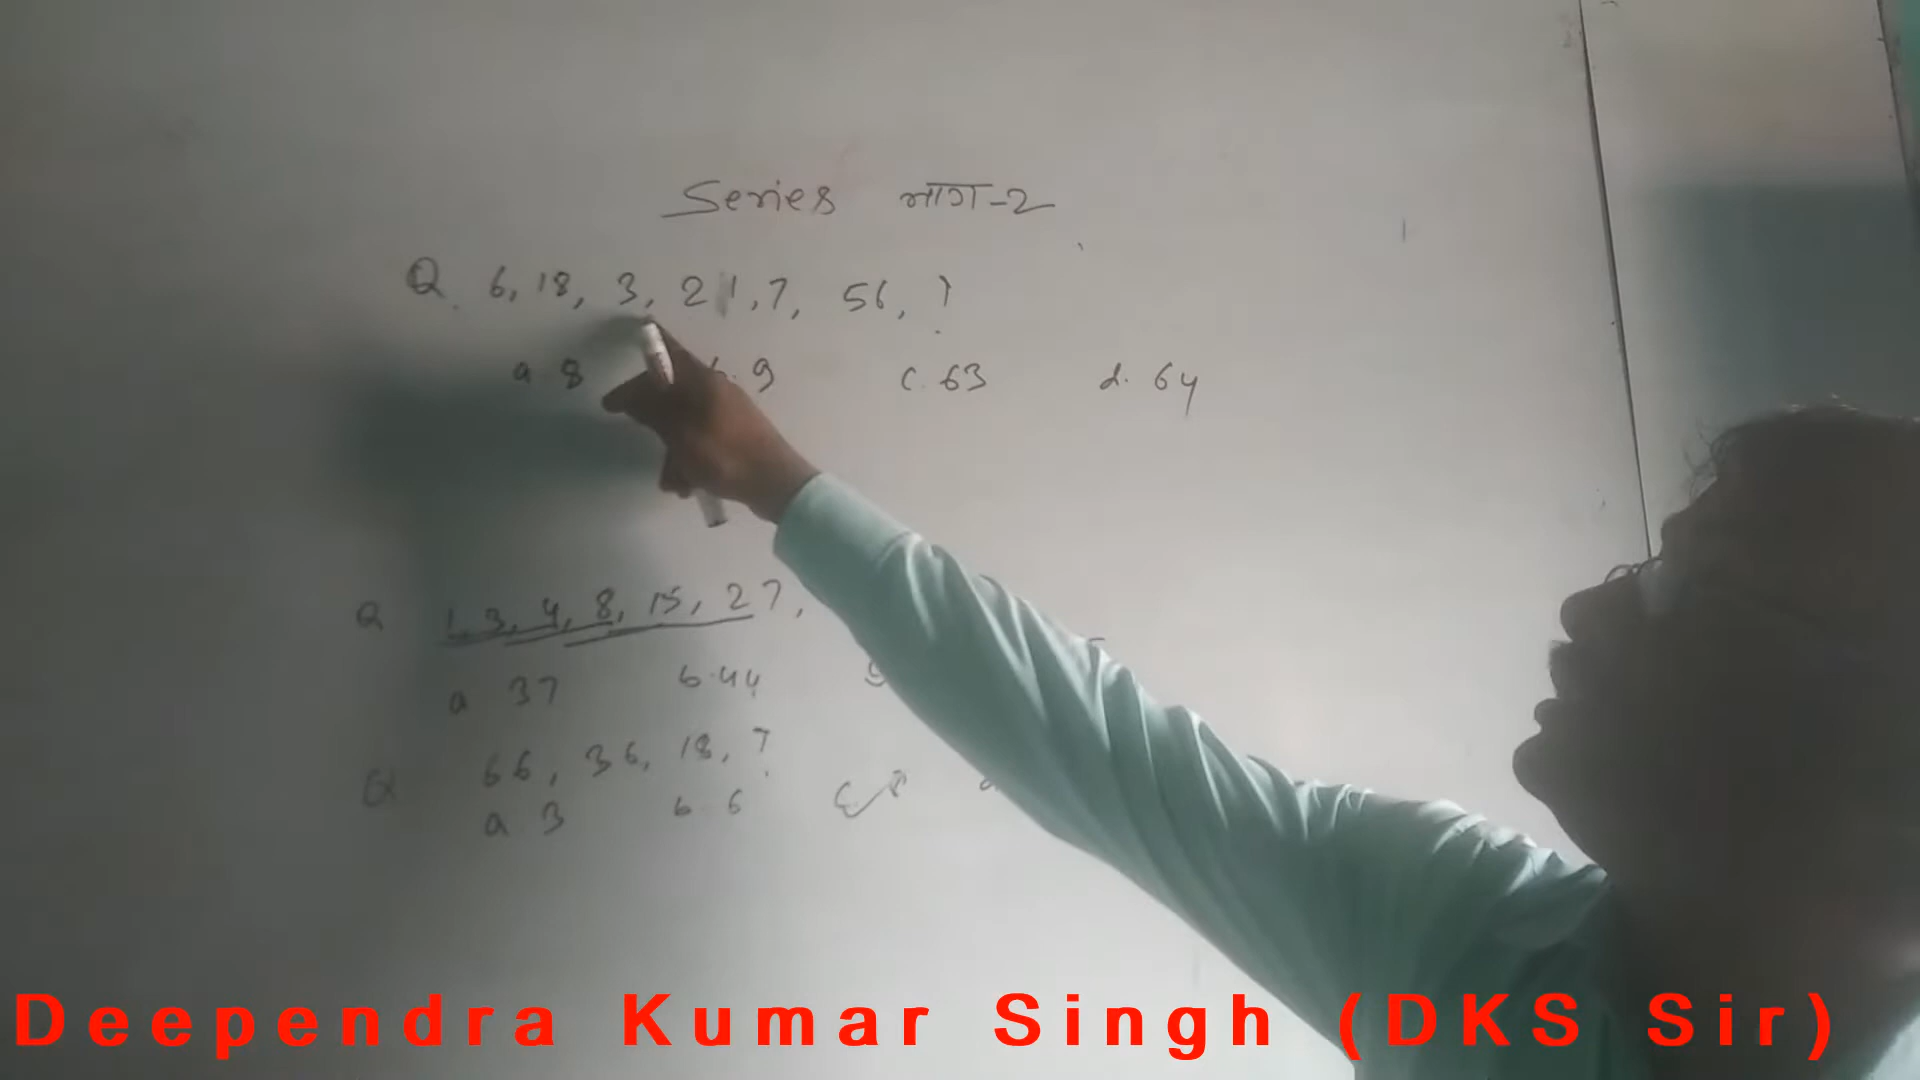 Series भाग-2
Q. 6, 18, 3, 21, 7, 56, ?
a 8 b. 9 c. 63 d. 64
Q 1, 3, 4, 8, 15, 27,
a 37 b. 44
Q 66, 36, 18, ?
a 3 b 6
Deependra Kumar Singh (DKS Sir)